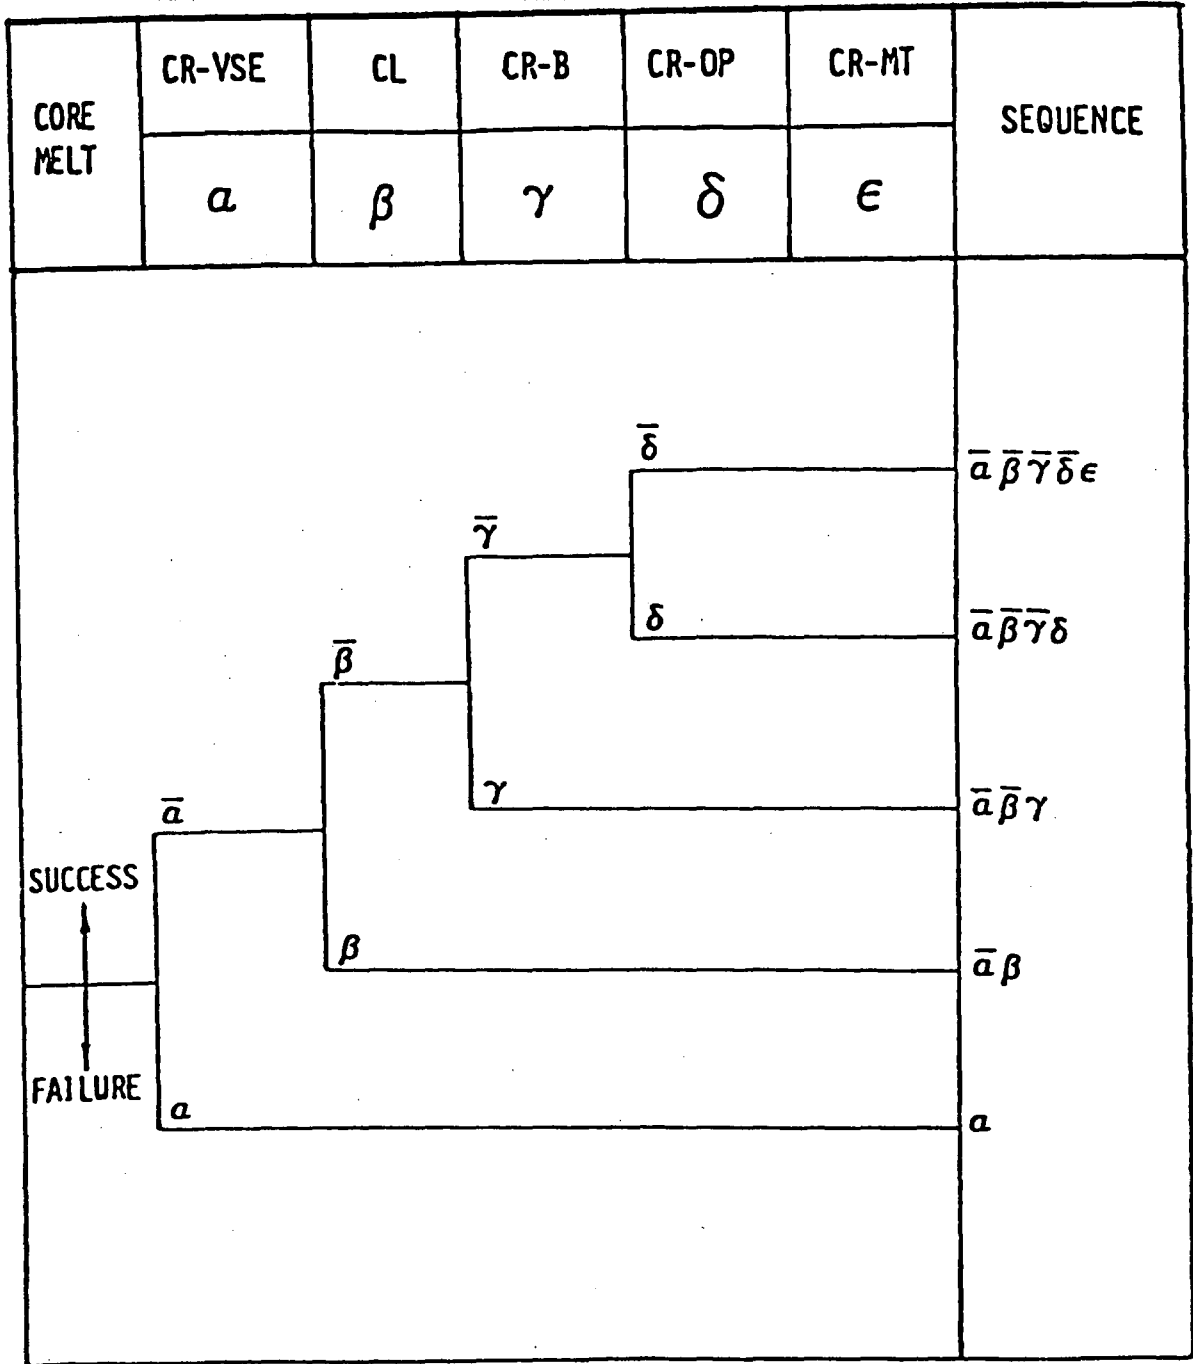 CORE MELT
CR-VSE
CL
CR-B
CR-OP
CR-MT
SEQUENCE
α
β
γ
δ
ϵ
δ̅
α̅ β̅ γ̅ δ̅ ϵ
γ̅
δ
α̅ β̅ γ̅ δ
β̅
γ
α̅ β̅ γ
α̅
SUCCESS
β
α̅ β
FAILURE
α
α